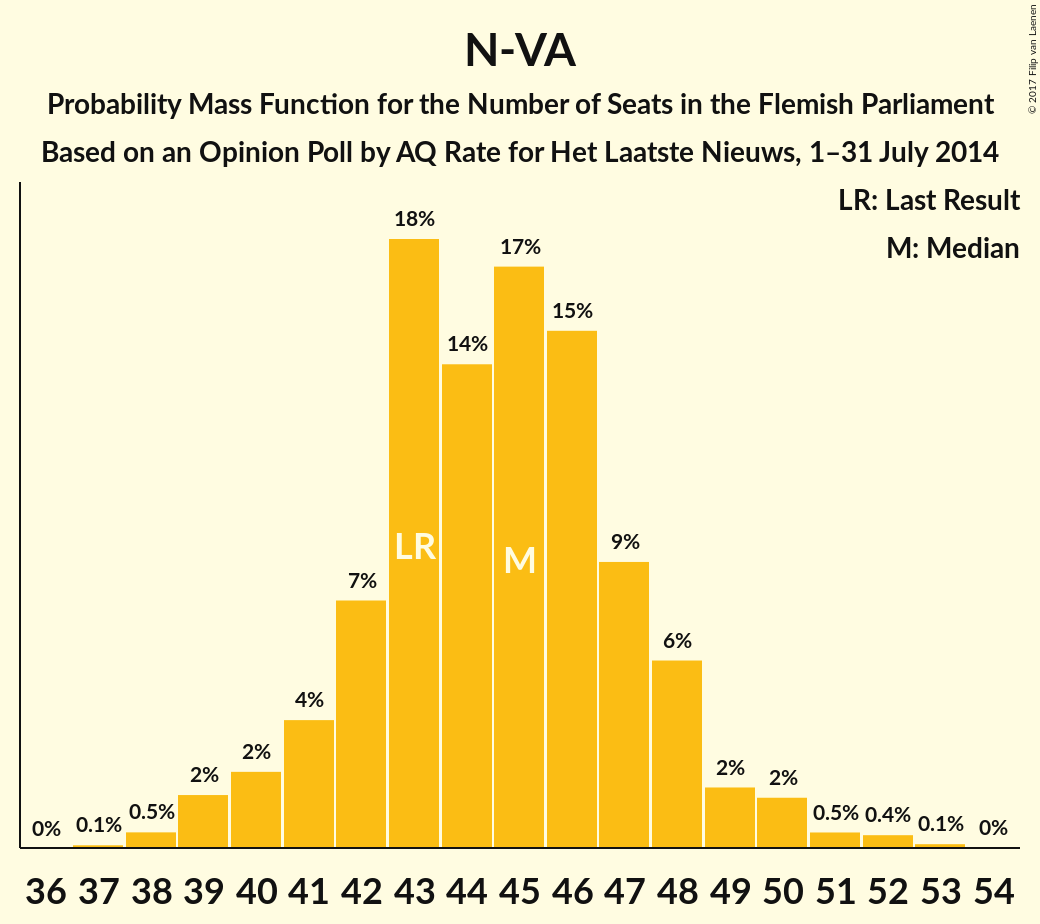 N-VA
Probability Mass Function for the Number of Seats in the Flemish Parliament
Based on an Opinion Poll by AQ Rate for Het Laatste Nieuws, 1–31 July 2014
© 2017 Filip van Laenen
LR: Last Result
M: Median
0% 0.1% 0.5% 2% 2% 4% 7% 18% 14% 17% 15% 9% 6% 2% 2% 0.5% 0.4% 0.1% 0%
LR M
36 37 38 39 40 41 42 43 44 45 46 47 48 49 50 51 52 53 54